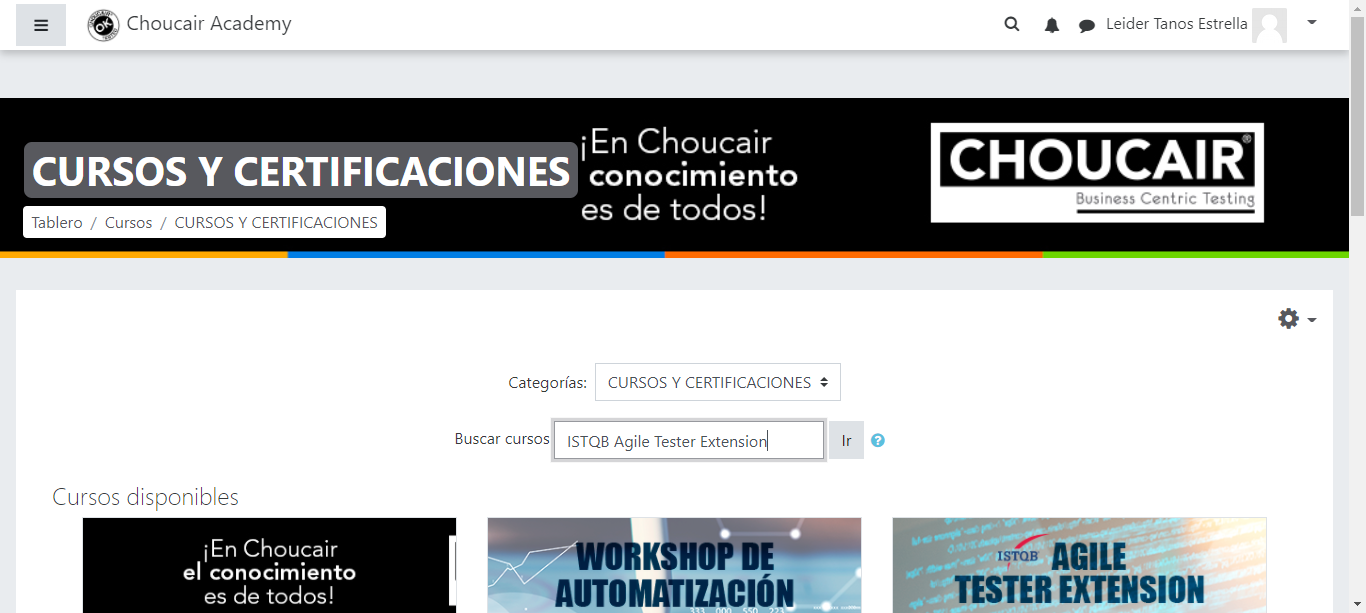 Choucair Academy
Leider Tanos Estrella
CURSOS Y CERTIFICACIONES
¡En Choucair
conocimiento
es de todos!
CHOUCAIR®
Business Centric Testing
Tablero / Cursos / CURSOS Y CERTIFICACIONES
Categorías: CURSOS Y CERTIFICACIONES
Buscar cursos ISTQB Agile Tester Extension Ir ?
Cursos disponibles
¡En Choucair
el conocimiento
es de todos!
WORKSHOP DE
AUTOMATIZACIÓN
ISTQB AGILE
TESTER EXTENSION